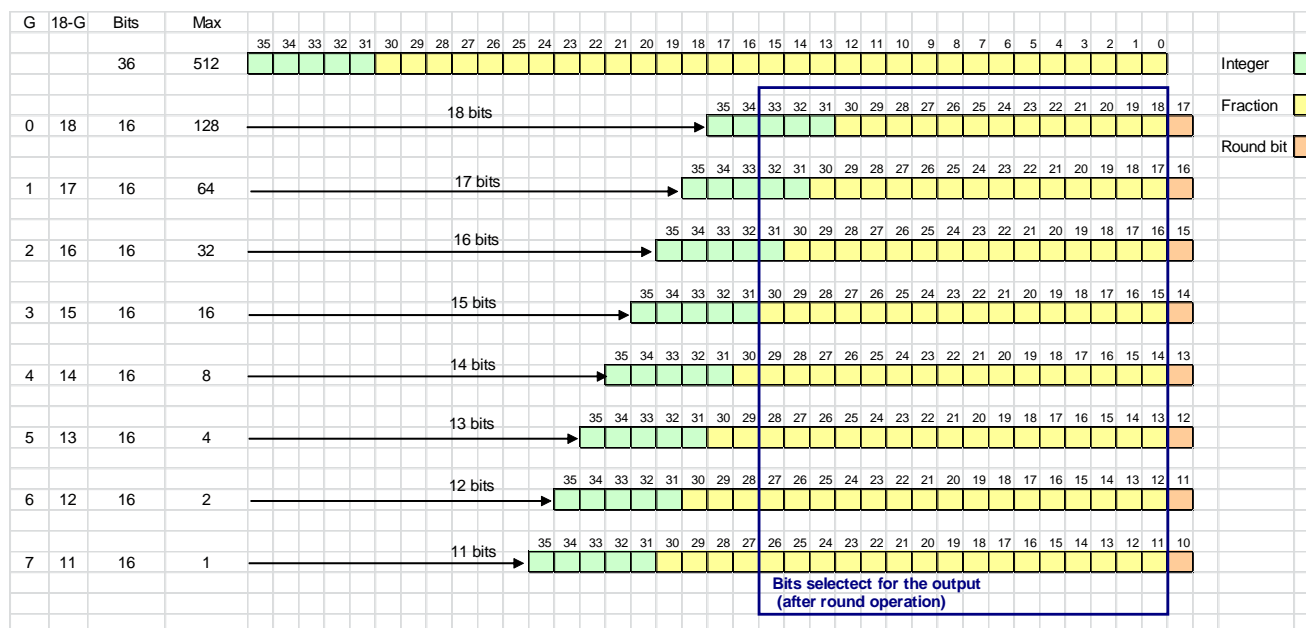 G 18-G Bits Max
35 34 33 32 31 30 29 28 27 26 25 24 23 22 21 20 19 18 17 16 15 14 13 12 11 10 9 8 7 6 5 4 3 2 1 0
36 512
Integer
18 bits
35 34 33 32 31 30 29 28 27 26 25 24 23 22 21 20 19 18 17
Fraction
0 18 16 128
Round bit
17 bits
35 34 33 32 31 30 29 28 27 26 25 24 23 22 21 20 19 18 17 16
1 17 16 64
16 bits
35 34 33 32 31 30 29 28 27 26 25 24 23 22 21 20 19 18 17 16 15
2 16 16 32
15 bits
35 34 33 32 31 30 29 28 27 26 25 24 23 22 21 20 19 18 17 16 15 14
3 15 16 16
14 bits
35 34 33 32 31 30 29 28 27 26 25 24 23 22 21 20 19 18 17 16 15 14 13
4 14 16 8
13 bits
35 34 33 32 31 30 29 28 27 26 25 24 23 22 21 20 19 18 17 16 15 14 13 12
5 13 16 4
12 bits
35 34 33 32 31 30 29 28 27 26 25 24 23 22 21 20 19 18 17 16 15 14 13 12 11
6 12 16 2
11 bits
35 34 33 32 31 30 29 28 27 26 25 24 23 22 21 20 19 18 17 16 15 14 13 12 11 10
7 11 16 1
Bits selectect for the output
(after round operation)